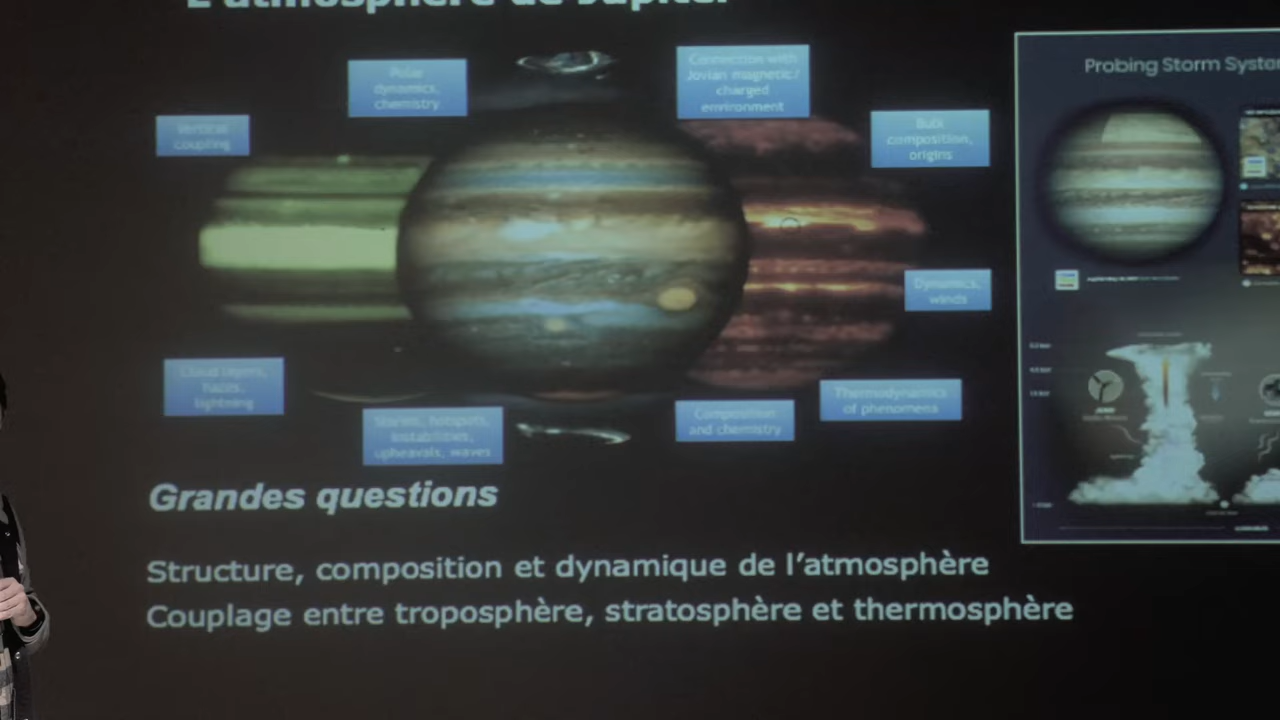 L'atmosphère de Jupiter
Polar
dynamics,
chemistry
Connection with
Jovian magnetic/
charged
environment
Vertical
coupling
Bulk
composition,
origins
Dynamics,
winds
Cloud layers,
hazes,
lightning
Storms, hotspots,
instabilities,
upheavals, waves
Composition
and chemistry
Thermodynamics
of phenomena
Grandes questions
Structure, composition et dynamique de l'atmosphère
Couplage entre troposphère, stratosphère et thermosphère
Probing Storm Syste